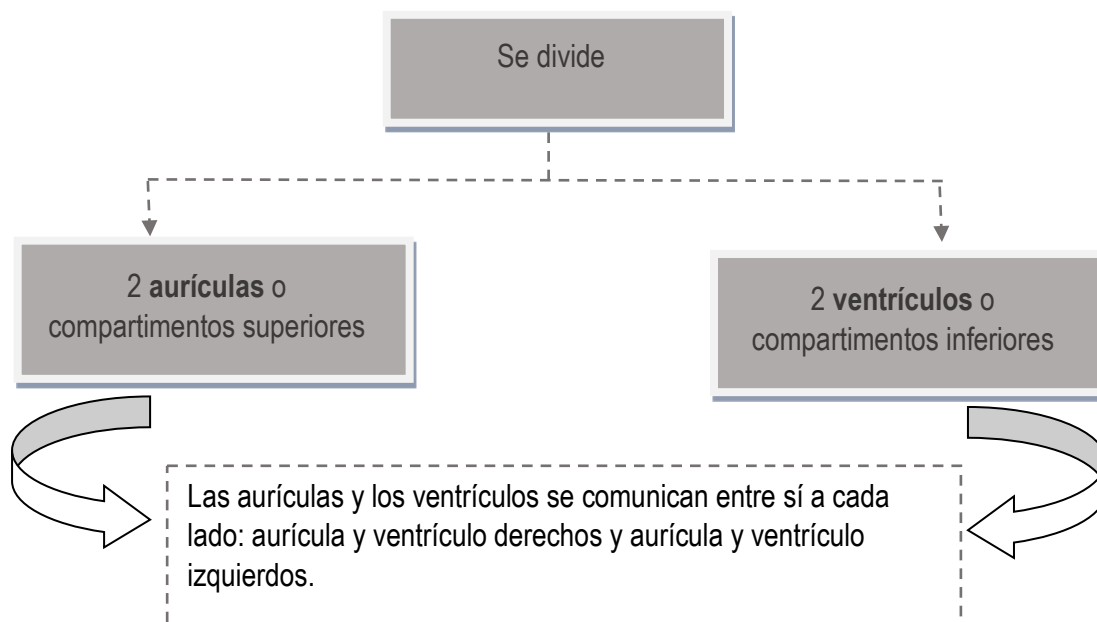 Se divide
2 aurículas o
compartimentos superiores
2 ventrículos o
compartimentos inferiores
Las aurículas y los ventrículos se comunican entre sí a cada
lado: aurícula y ventrículo derechos y aurícula y ventrículo
izquierdos.